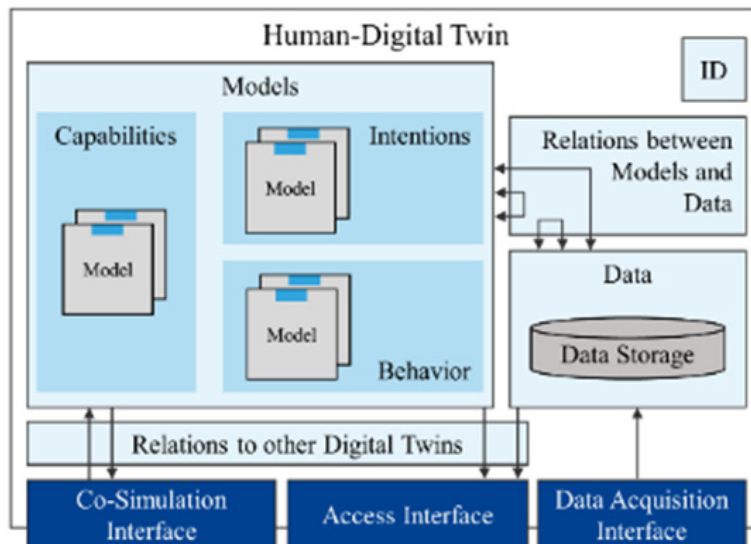 Human-Digital Twin
ID
Models
Capabilities
Model
Intentions
Model
Model
Behavior
Relations between
Models and
Data
Data
Data Storage
Relations to other Digital Twins
Co-Simulation
Interface
Access Interface
Data Acquisition
Interface